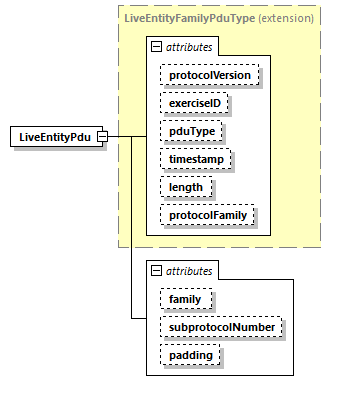 LiveEntityFamilyPduType (extension)
attributes
protocolVersion
exerciseID
pduType
LiveEntityPdu
timestamp
length
protocolFamily
attributes
family
subprotocolNumber
padding